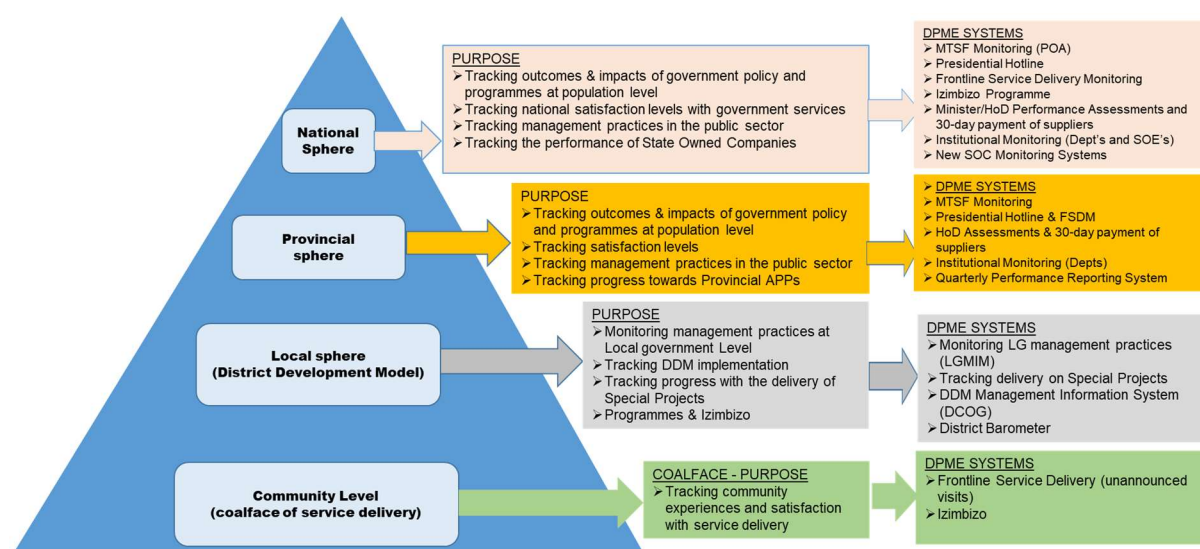 National
Sphere
PURPOSE
➢Tracking outcomes & impacts of government policy and
programmes at population level
➢Tracking national satisfaction levels with government services
➢Tracking management practices in the public sector
➢Tracking the performance of State Owned Companies
DPME SYSTEMS
➢MTSF Monitoring (POA)
➢Presidential Hotline
➢Frontline Service Delivery Monitoring
➢Izimbizo Programme
➢Minister/HoD Performance Assessments and
30-day payment of suppliers
➢Institutional Monitoring (Dept's and SOE's)
➢New SOC Monitoring Systems
Provincial
sphere
PURPOSE
➢Tracking outcomes & impacts of government policy
and programmes at population level
➢Tracking satisfaction levels
➢Tracking management practices in the public sector
➢Tracking progress towards Provincial APPs
➢DPME SYSTEMS
➢MTSF Monitoring
➢Presidential Hotline & FSDM
➢HoD Assessments & 30-day payment of
suppliers
➢Institutional Monitoring (Depts)
➢Quarterly Performance Reporting System
Local sphere
(District Development Model)
PURPOSE
➢Monitoring management practices at
Local government Level
➢Tracking DDM implementation
➢Tracking progress with the delivery of
Special Projects
➢Programmes & Izimbizo
DPME SYSTEMS
➢Monitoring LG management practices
(LGMIM)
➢Tracking delivery on Special Projects
➢DDM Management Information System
(DCOG)
➢District Barometer
Community Level
(coalface of service delivery)
COALFACE - PURPOSE
➢Tracking community
experiences and satisfaction
with service delivery
DPME SYSTEMS
➢Frontline Service Delivery (unannounced
visits)
➢Izimbizo